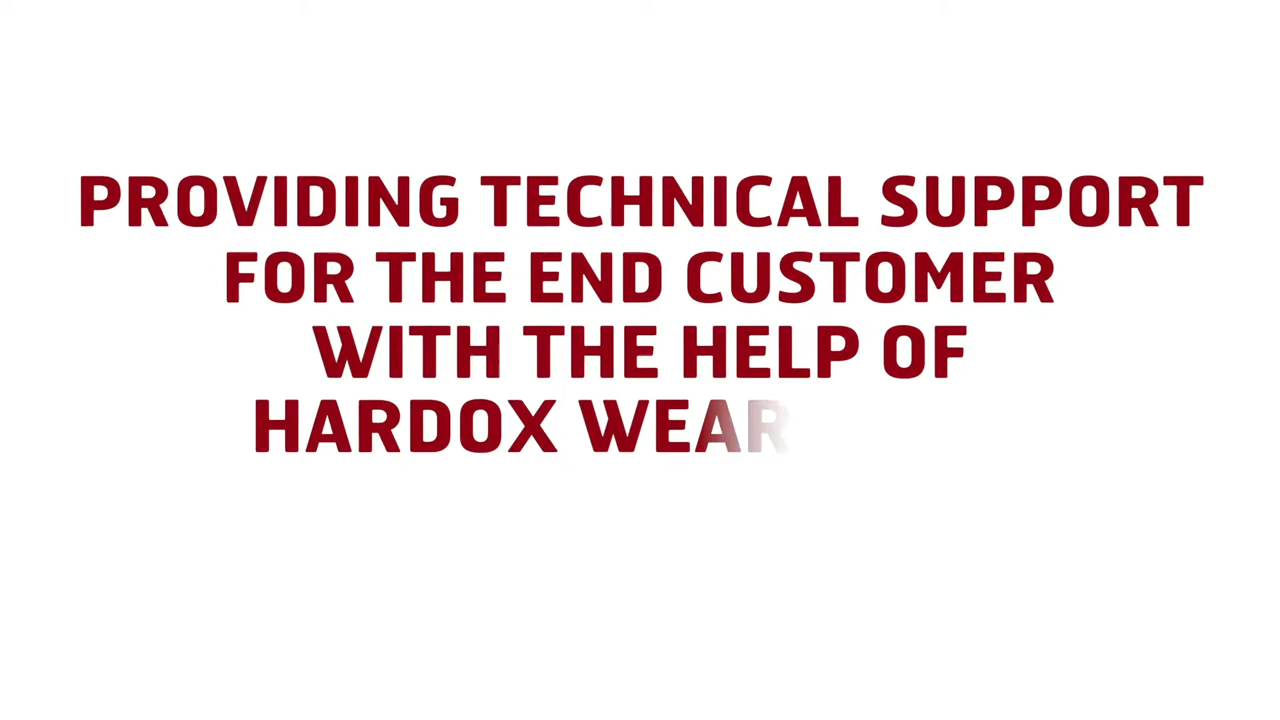 PROVIDING TECHNICAL SUPPORT
FOR THE END CUSTOMER
WITH THE HELP OF
HARDOX WEAR